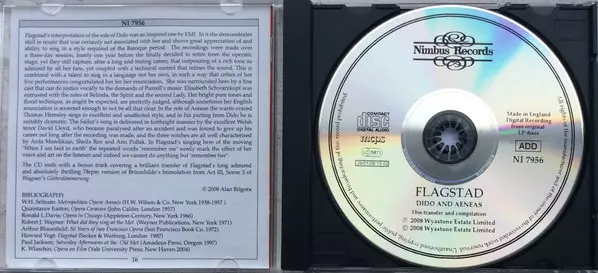 NI 7956
Flagstad's interpretation of the role of Dido was an inspired one by EMI. In it she demonstrates
skill in music that was certainly not associated with her and shows great appreciation of and
ability to sing in a style required of the Baroque period. The recordings were made over
a three-day session, barely one year before she finally decided to retire from the operatic
stage, yet they still capture, after a long and tiring career, that outpouring of a rich tone so
admired by all her fans, yet coupled with a technical control that retires the sound. This is
combined with a talent to sing in a language not her own, in such a way that critics of her
live performances congratulated her for her enunciation. She was surrounded here by a fine
cast that can do justice vocally to the demands of Purcell's music. Elisabeth Schwarzkopf was
entrusted with the roles of Belinda, the Spirit and the second Lady. Her bright pure tones and
florid technique, as might be expected, are perfectly judged, although sometimes her English
enunciation is accented enough to not be all that clear. In the role of Aeneas the warm-voiced
Thomas Hemsley sings in excellent and unaffected style, and in his parting from Dido he is
suitably dramatic. The Sailor's song is delivered in forthright manner by the excellent Welsh
tenor David Lloyd, who became paralysed after an accident and was forced to give up his
career not long after the recording was made, and the three witches are all well characterised
by Arda Mandikian, Sheila Rex and Ann Pollak. In Flagstad's singing here of the moving
'When I am laid in earth' the repeated words 'remember me' surely mark the effect of her
voice and art on the listener and indeed we cannot do anything but 'remember her'.
The CD ends with a bonus track covering a brilliant transfer of Flagstad's long admired
and absolutely thrilling 78rpm version of Brünnhilde's Immolation from Act III, Scene 3 of
Wagner's Götterdämmerung.
© 2008 Alan Bilgora
BIBLIOGRAPHY
W.H. Seltsam; Metropolitan Opera Annals (H.W. Wilson & Co. New York 1938-1957 )
Quaintance Eaton; Opera Caravan (John Calder, London 1957)
Ronald L.Davis; Opera in Chicago (Appleton-Century, New York 1966)
Robert J. Wayner; What did they sing at the Met (Wayner Publications, New York 1971)
Arthur Bloomfield; 50 Years of San Francisco Opera (San Francisco Book Co. 1972)
Howard Vogt; Flagstad (Secker & Warburg, London 1987)
Paul Jackson; Saturday Afternoons at the Old Met (Amadeus Press, Oregon 1997)
K. Wlaschin; Opera on Film (Yale University Press, New Haven 2006)
16
Nimbus Records
COMPACT
disc
DIGITAL AUDIO
mcps
Made in England
Digital Recording
from original
LP discs
ADD
NI 7956
FLAGSTAD
DIDO AND AENEAS
This transfer and compilation
℗ 2008 Wyastone Estate Limited
© 2008 Wyastone Estate Limited